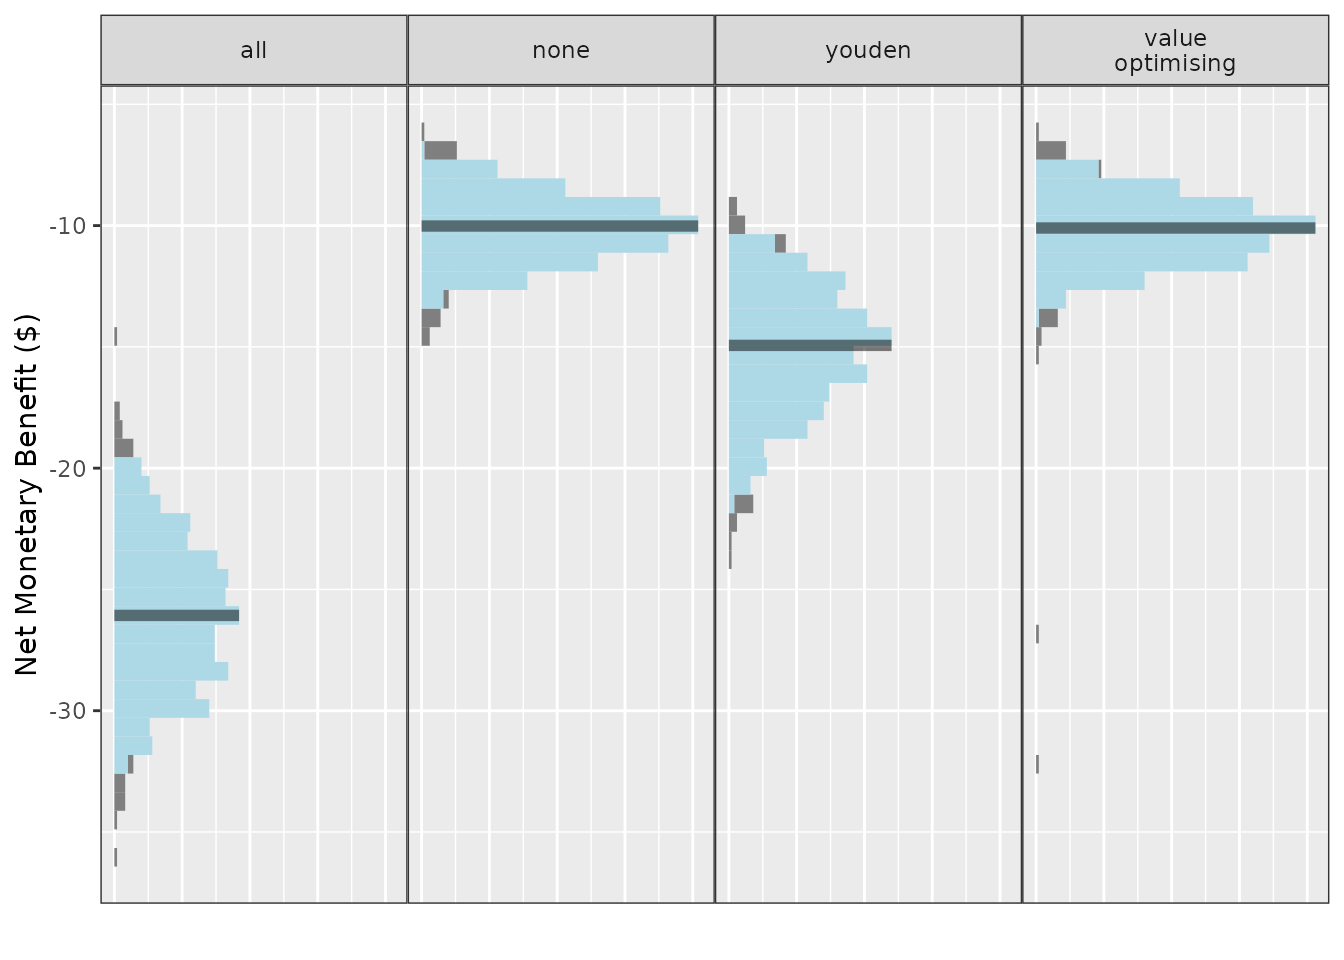 all
none
youden
value
optimising
Net Monetary Benefit ($)
-10
-20
-30